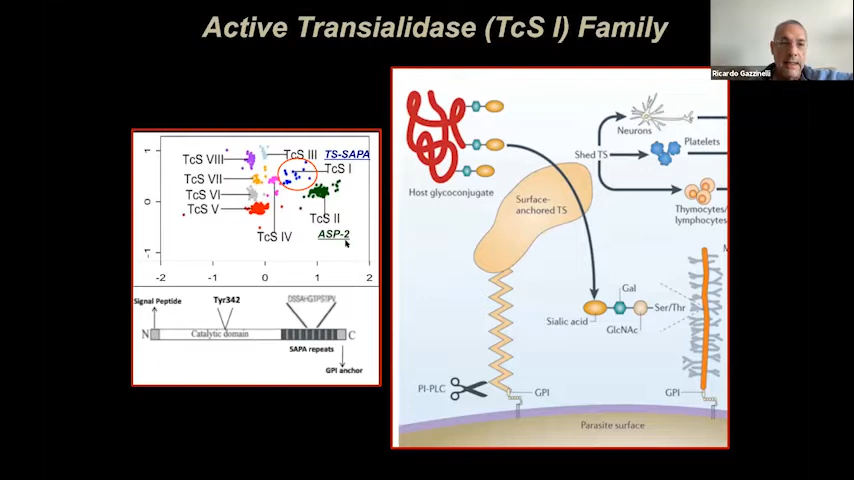 Active Transialidase (TcS I) Family
Ricardo Gazzinelli
1
0
-1
TcS VIII
TcS III
TS-SAPA
TcS I
TcS VII
TcS VI
TcS V
TcS II
TcS IV
ASP-2
-2
-1
0
1
2
Signal Peptide
Tyr342
N
Catalytic domain
C
SAPA repeats
GPI anchor
Host glycoconjugate
Surface-
anchored TS
Shed TS
Neurons
Platelets
Thymocytes/
lymphocytes
M
Gal
Ser/Thr
Sialic acid
GlcNAc
PI-PLC
GPI
GPI
Parasite surface